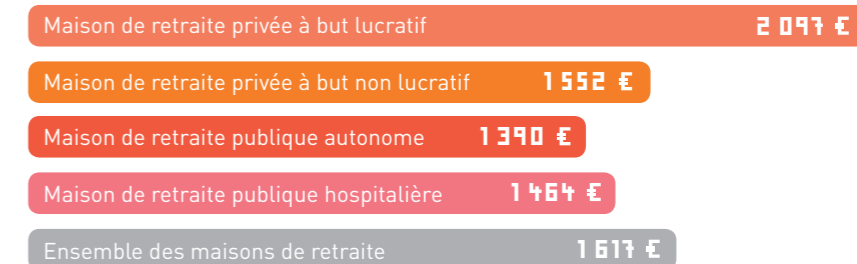 Maison de retraite privée à but lucratif 2 097 €
Maison de retraite privée à but non lucratif 1 552 €
Maison de retraite publique autonome 1 390 €
Maison de retraite publique hospitalière 1 464 €
Ensemble des maisons de retraite 1 617 €